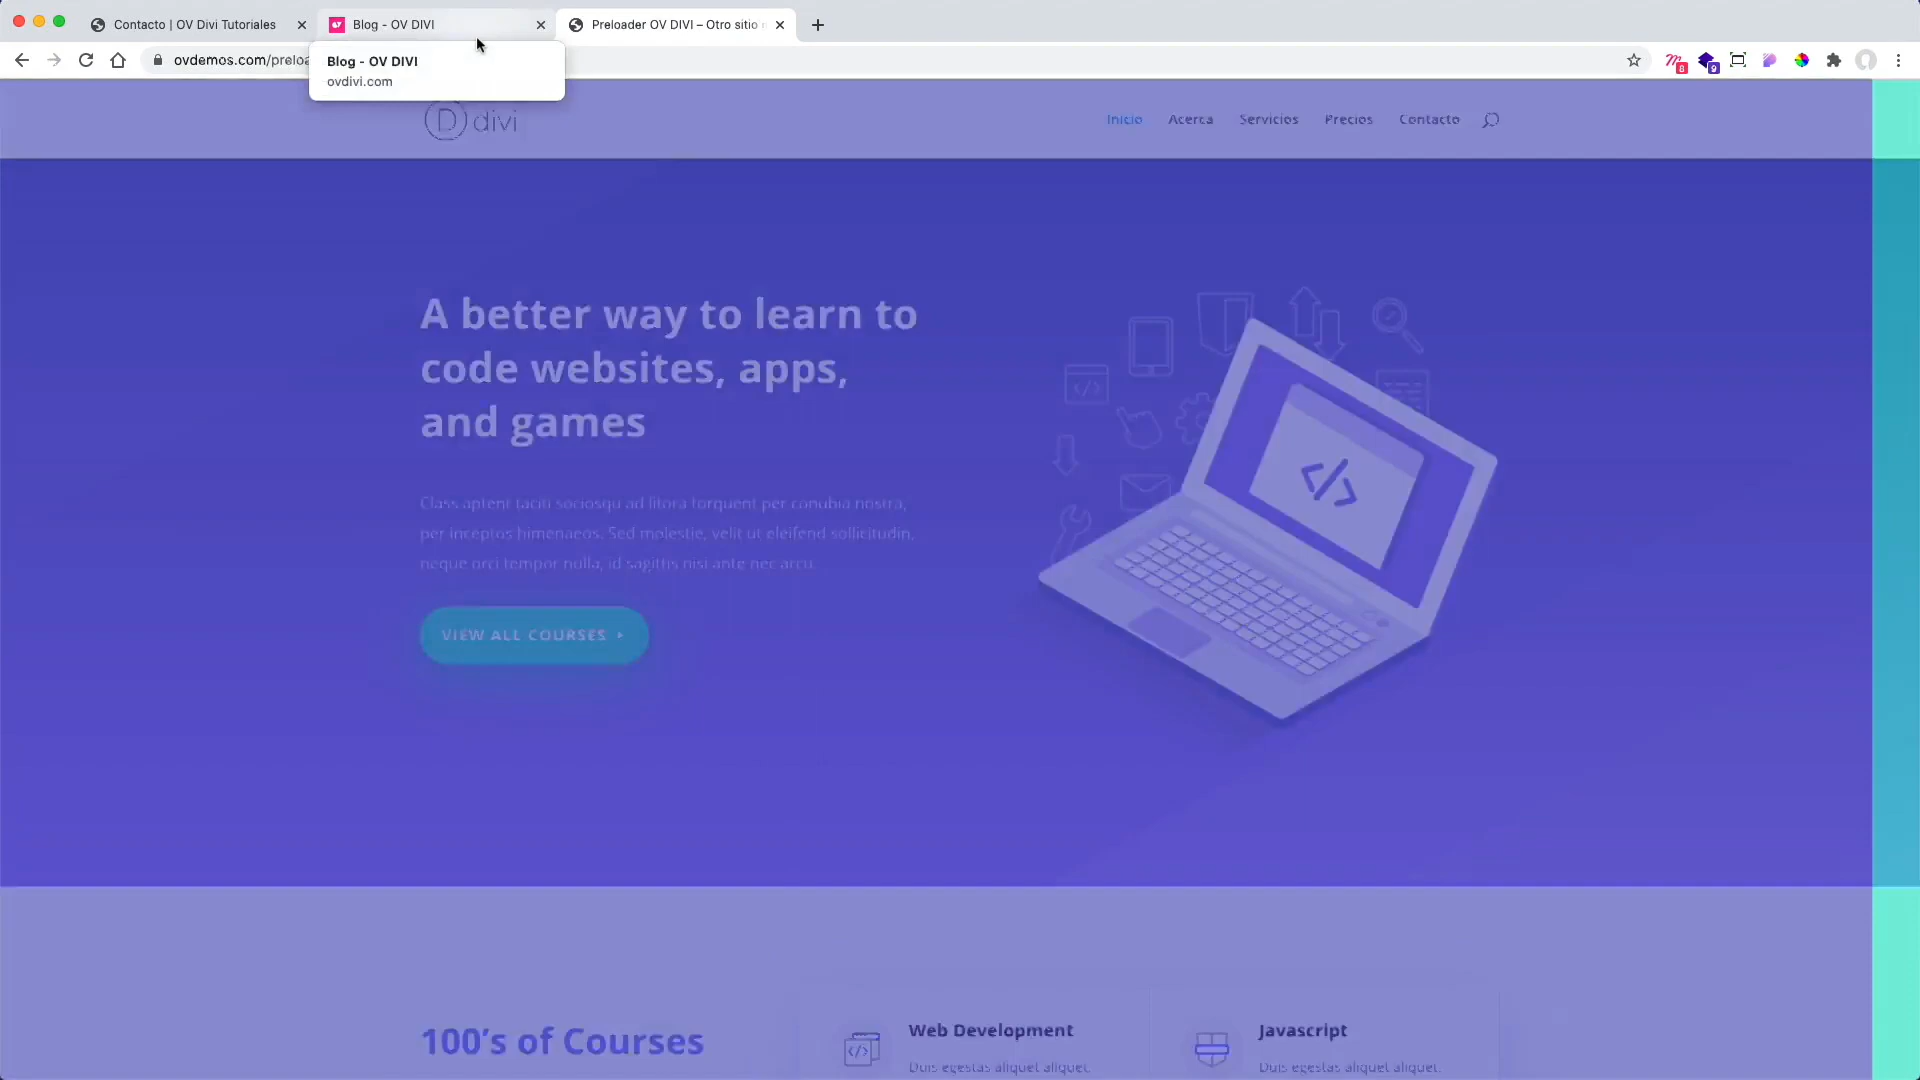 Contacto | OV Divi Tutoriales
Blog - OV DIVI
Preloader OV DIVI – Otro sitio
ovdemos.com/preloa
Blog - OV DIVI
ovdivi.com
8
9
D divi
Inicio
Acerca
Servicios
Precios
Contacto
A better way to learn to
code websites, apps,
and games
</>
</>
Class aptent taciti sociosqu ad litora torquent per conubia nostra,
per inceptos himenaeos. Sed molestie, velit ut eleifend sollicitudin,
neque orci tempor nulla, id sagittis nisi ante nec arcu.
VIEW ALL COURSES
100's of Courses
</>
Web Development
Duis egestas aliquet aliquet.
Javascript
Duis egestas aliquet aliquet.